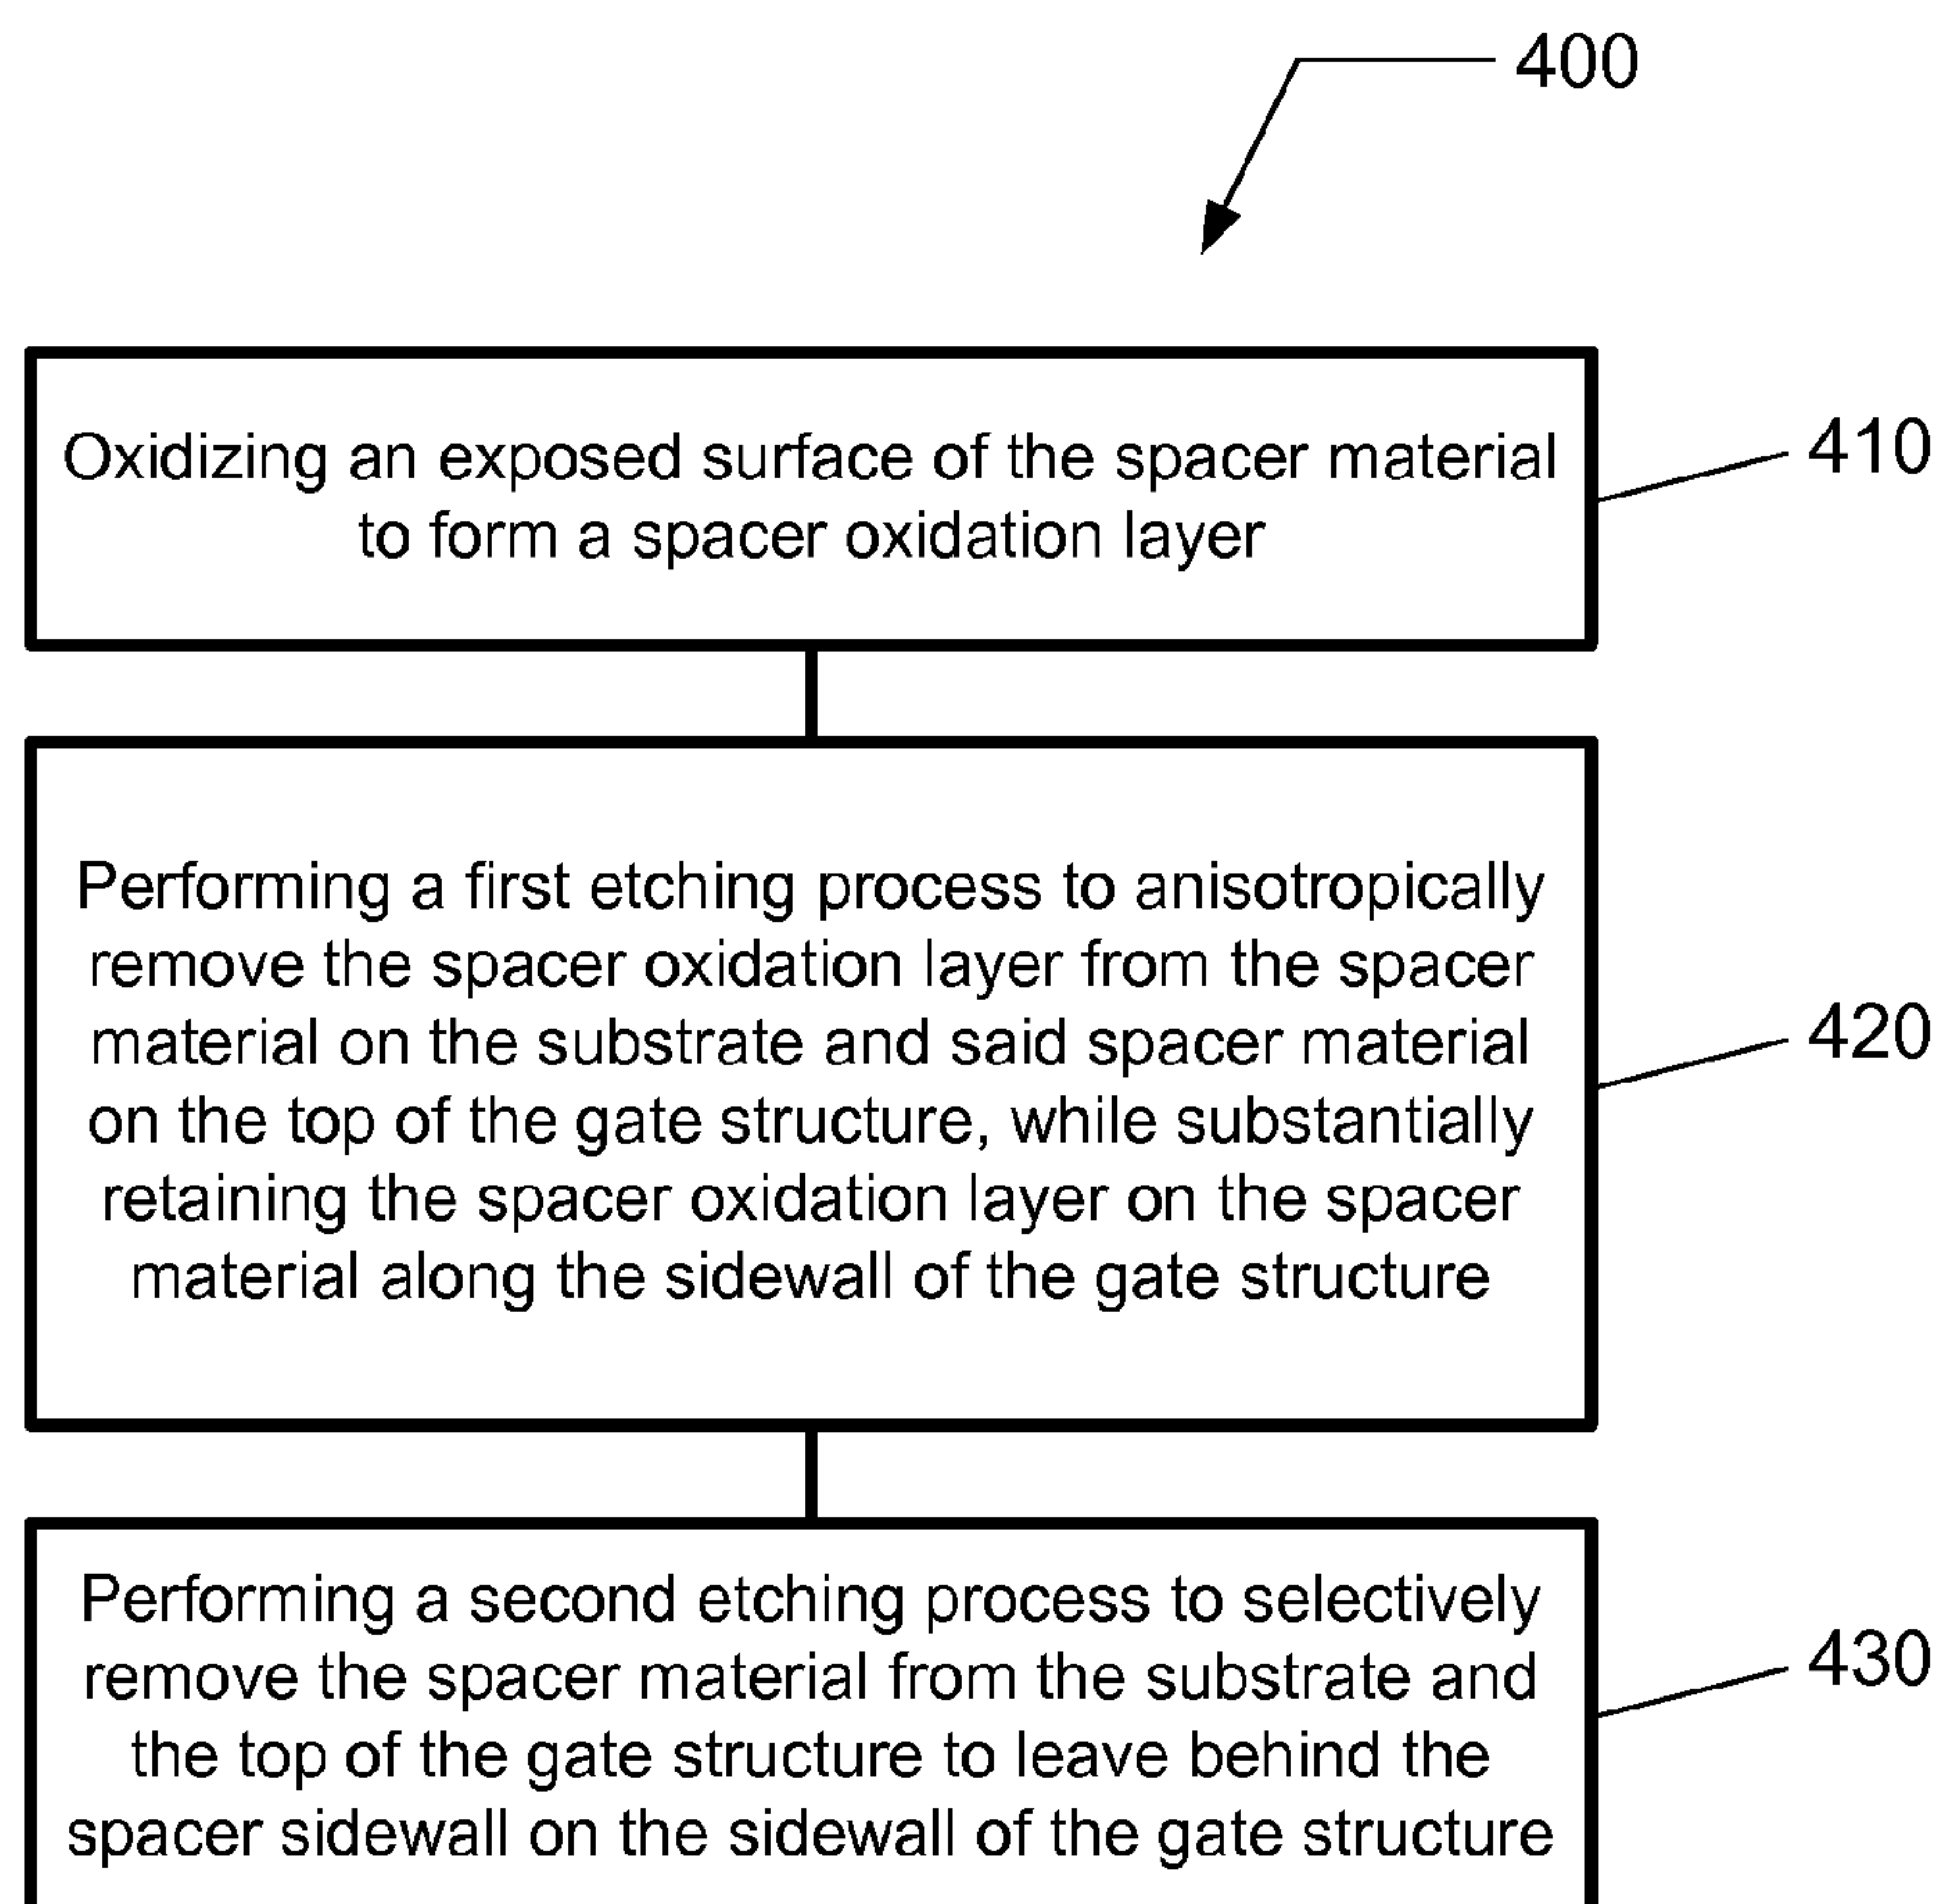 400
Oxidizing an exposed surface of the spacer material
to form a spacer oxidation layer
410
Performing a first etching process to anisotropically
remove the spacer oxidation layer from the spacer
material on the substrate and said spacer material
on the top of the gate structure, while substantially
retaining the spacer oxidation layer on the spacer
material along the sidewall of the gate structure
420
Performing a second etching process to selectively
remove the spacer material from the substrate and
the top of the gate structure to leave behind the
spacer sidewall on the sidewall of the gate structure
430